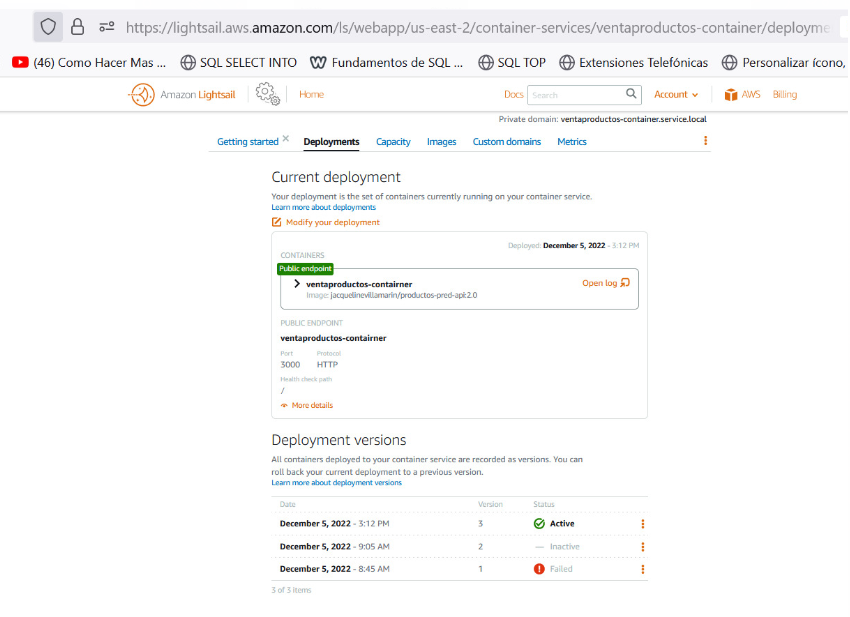 https://lightsail.aws.amazon.com/ls/webapp/us-east-2/container-services/ventaproductos-container/deployme
(46) Como Hacer Mas ... SQL SELECT INTO Fundamentos de SQL ... SQL TOP Extensiones Telefónicas Personalizar ícono,
Amazon Lightsail Home Docs Search Account AWS Billing
Private domain: ventaproductos-container.service.local
Getting started Deployments Capacity Images Custom domains Metrics
Current deployment
Your deployment is the set of containers currently running on your container service.
Learn more about deployments
Modify your deployment
Deployed: December 5, 2022 - 3:12 PM
CONTAINERS
Public endpoint
ventaproductos-contairner Open log
Image: jacquelinevillamarin/productos-pred-api:2.0
PUBLIC ENDPOINT
ventaproductos-contairner
Port Protocol
3000 HTTP
Health check path
/
More details
Deployment versions
All containers deployed to your container service are recorded as versions. You can
roll back your current deployment to a previous version.
Learn more about deployment versions
Date Version Status
December 5, 2022 - 3:12 PM 3 Active
December 5, 2022 - 9:05 AM 2 Inactive
December 5, 2022 - 8:45 AM 1 Failed
3 of 3 items